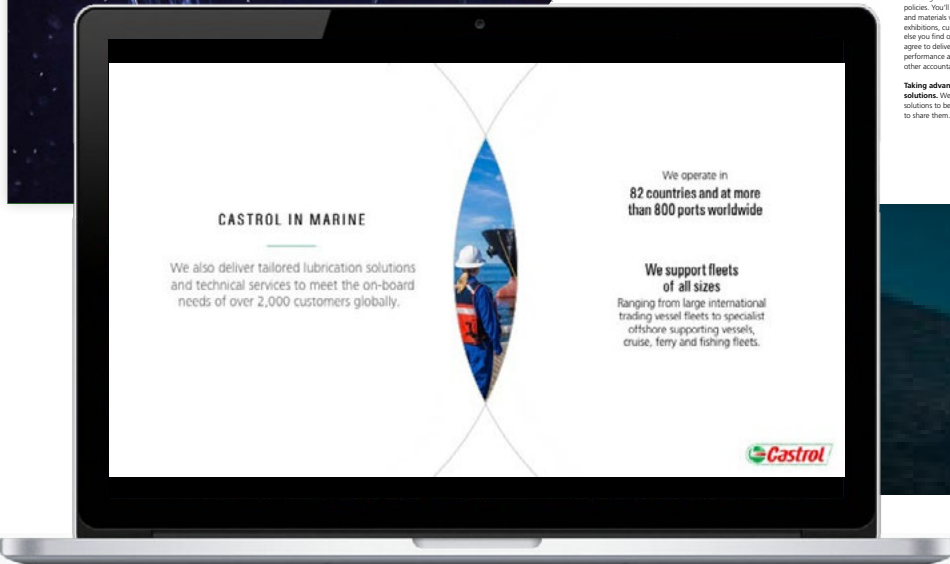 CASTROL IN MARINE
We also deliver tailored lubrication solutions
and technical services to meet the on-board
needs of over 2,000 customers globally.
We operate in
82 countries and at more
than 800 ports worldwide
We support fleets
of all sizes
Ranging from large international
trading vessel fleets to specialist
offshore supporting vessels,
cruise, ferry and fishing fleets.
Castrol
policies. You'll
and materials
exhibitions,
else you find
agree to
performance
other
Taking
solutions. We
solutions to be
to share them.